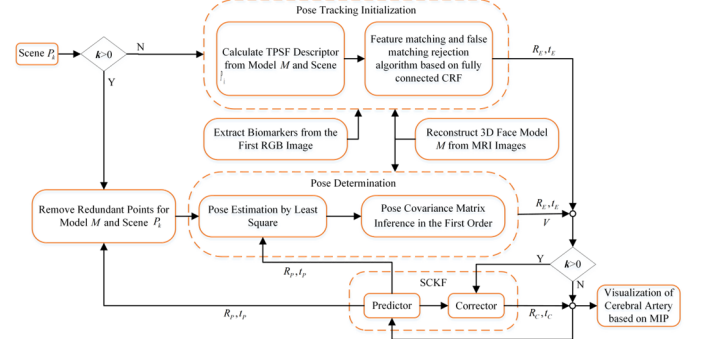 Pose Tracking Initialization
Scene P_k
k>0
N
Y
Calculate TPSF Descriptor
from Model M and Scene
Feature matching and false
matching rejection
algorithm based on fully
connected CRF
R_E, t_E
Extract Biomarkers from the
First RGB Image
Reconstruct 3D Face Model
M from MRI Images
Pose Determination
Remove Redundant Points for
Model M and Scene P_k
Pose Estimation by Least
Square
Pose Covariance Matrix
Inference in the First Order
R_E, t_E
V
R_P, t_P
Y
k>0
N
SCKF
Predictor
Corrector
R_P, t_P
R_C, t_C
Visualization of
Cerebral Artery
based on MIP